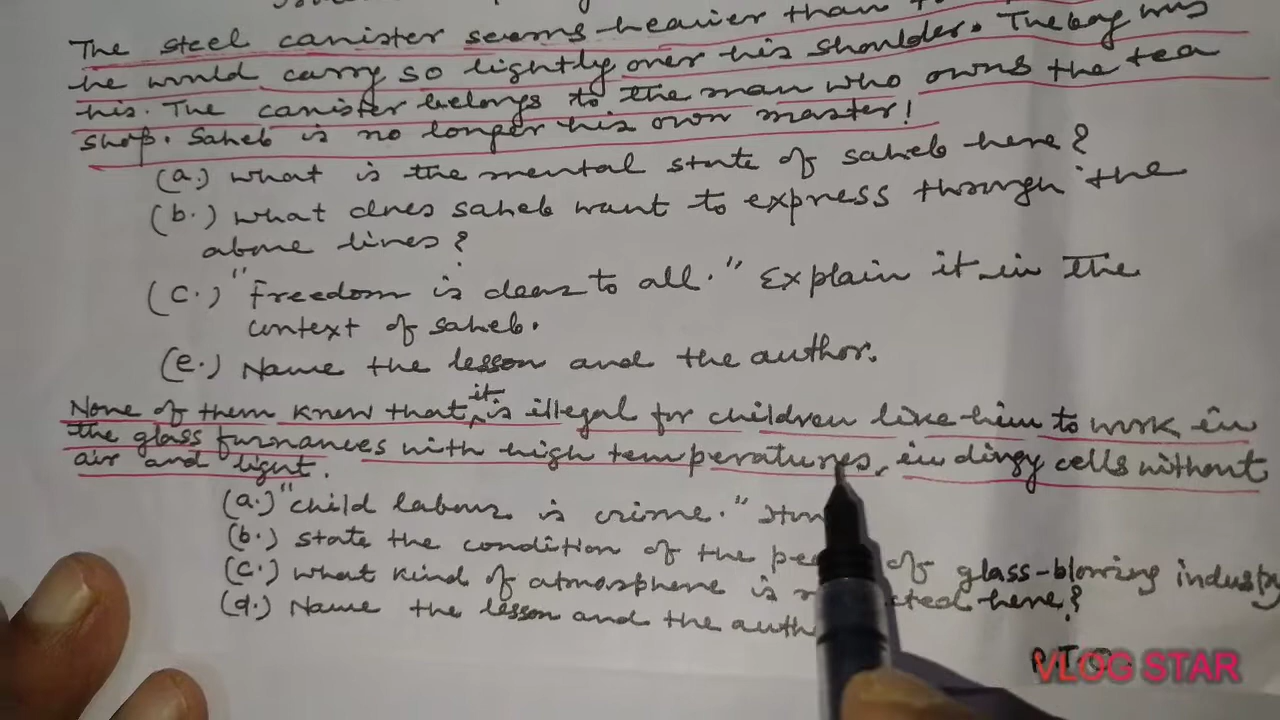 The steel canister seems heavier than
he would carry so lightly over his shoulder. The bag was
his. The canister belongs to the man who owns the tea
shop. Saheb is no longer his own master!
(a.) what is the mental state of saheb here?
(b.) what does saheb want to express through the
above lines?
(c.) "Freedom is dear to all." Explain it in the
context of saheb.
(e.) Name the lesson and the author.
None of them knew that it is illegal for children like him to work in
the glass furnances with high temperatures, in dingy cells without
air and light.
(a.) "child labour is crime."
(b.) state the condition of the of glass-blowing industry
(c.) what kind of atmosphere is here?
(d.) Name the lesson and the
P.T.O
VLOG STAR